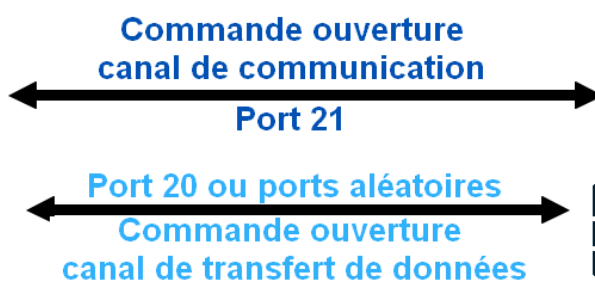 Commande ouverture
canal de communication
Port 21
Port 20 ou ports aléatoires
Commande ouverture
canal de transfert de données